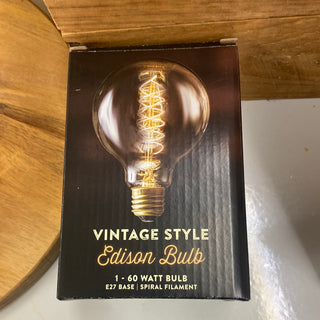 VINTAGE STYLE
Edison Bulb
1 - 60 WATT BULB
E27 BASE | SPIRAL FILAMENT